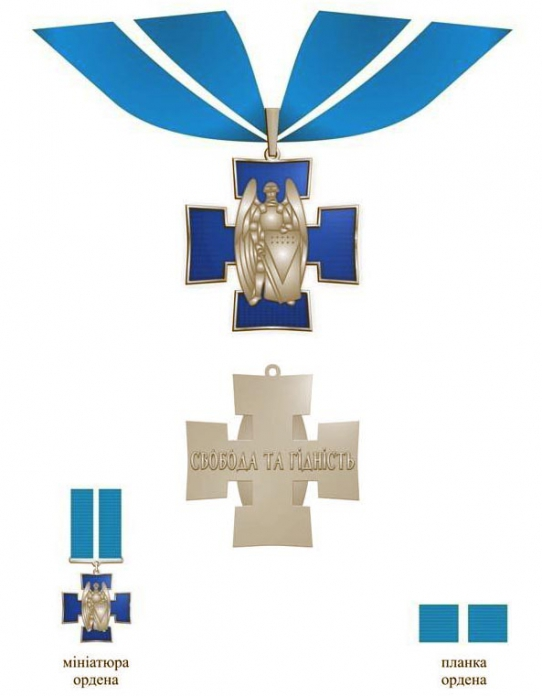 СВОБОДА ТА ГІДНІСТЬ
мініатюра
ордена
планка
ордена